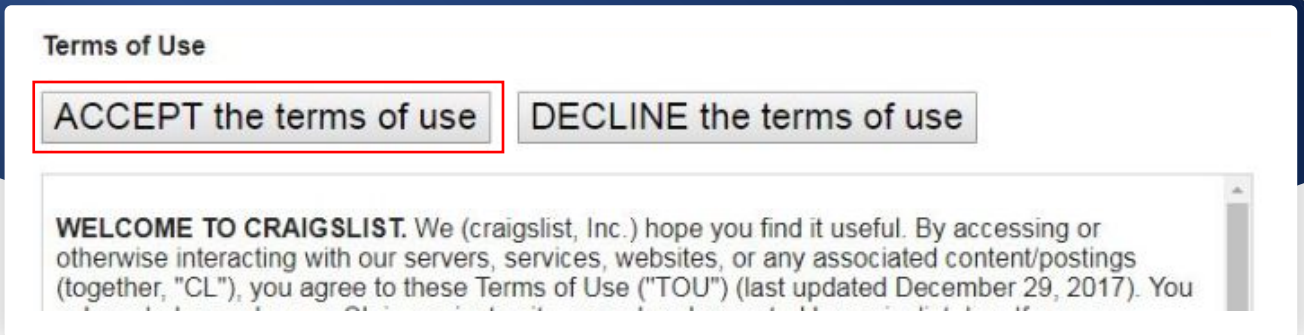 Terms of Use
ACCEPT the terms of use DECLINE the terms of use
WELCOME TO CRAIGSLIST. We (craigslist, Inc.) hope you find it useful. By accessing or
otherwise interacting with our servers, services, websites, or any associated content/postings
(together, "CL"), you agree to these Terms of Use ("TOU") (last updated December 29, 2017). You